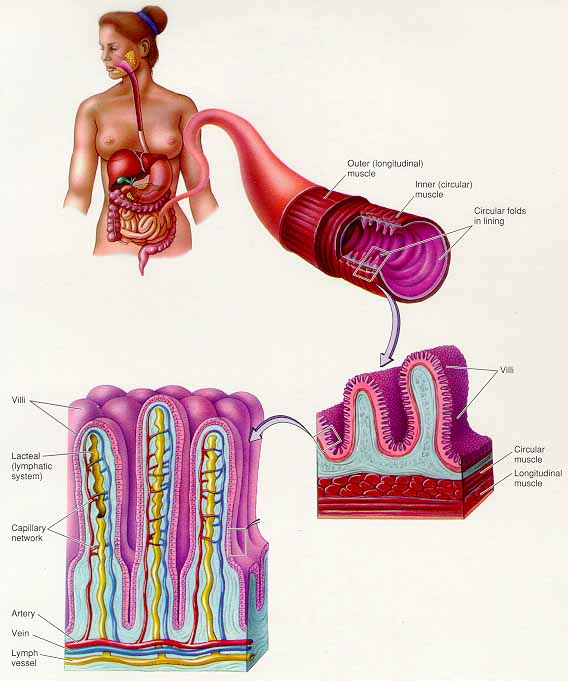 Outer (longitudinal)
muscle
Inner (circular)
muscle
Circular folds
in lining
Villi
Circular
muscle
Longitudinal
muscle
Villi
Lacteal
(lymphatic
system)
Capillary
network
Artery
Vein
Lymph
vessel